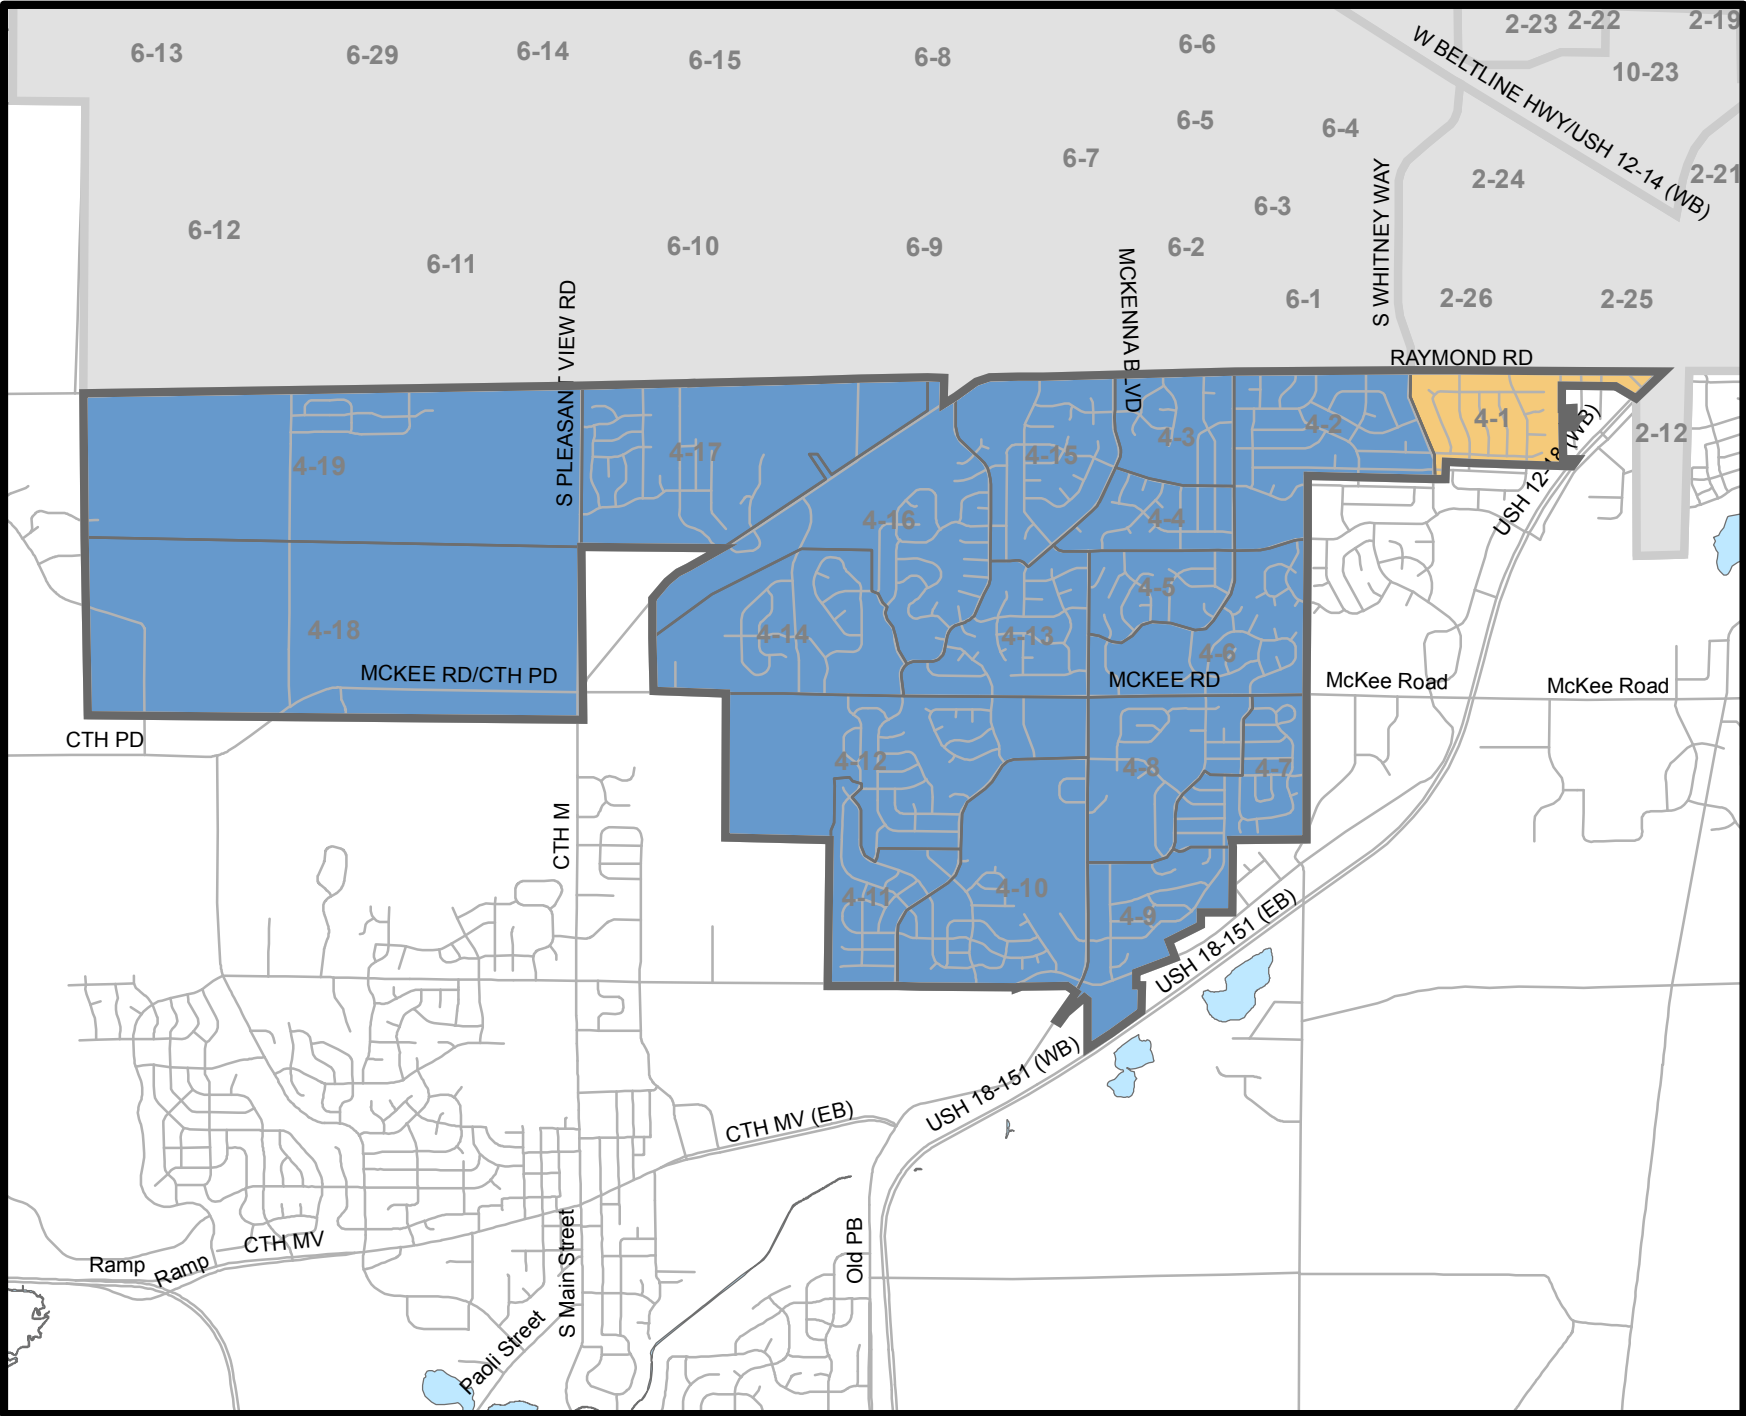 6-13
6-29
6-14
6-15
6-8
6-6
2-23
2-22
2-19
10-23
W BELTLINE HWY/USH 12-14 (WB)
6-5
6-4
6-7
2-24
2-21
6-3
6-12
6-11
6-10
6-9
6-2
6-1
2-26
2-25
S WHITNEY WAY
MCKENNA BLVD
S PLEASANT VIEW RD
RAYMOND RD
4-19
4-17
4-15
4-3
4-2
4-1
2-12
USH 12-18 (WB)
4-16
4-4
4-5
4-18
4-14
4-13
4-6
MCKEE RD/CTH PD
MCKEE RD
McKee Road
McKee Road
CTH PD
4-12
4-8
4-7
CTH M
4-11
4-10
4-9
USH 18-151 (EB)
USH 18-151 (WB)
CTH MV (EB)
CTH MV
Ramp
Ramp
S Main Street
Old PB
Paoli Street